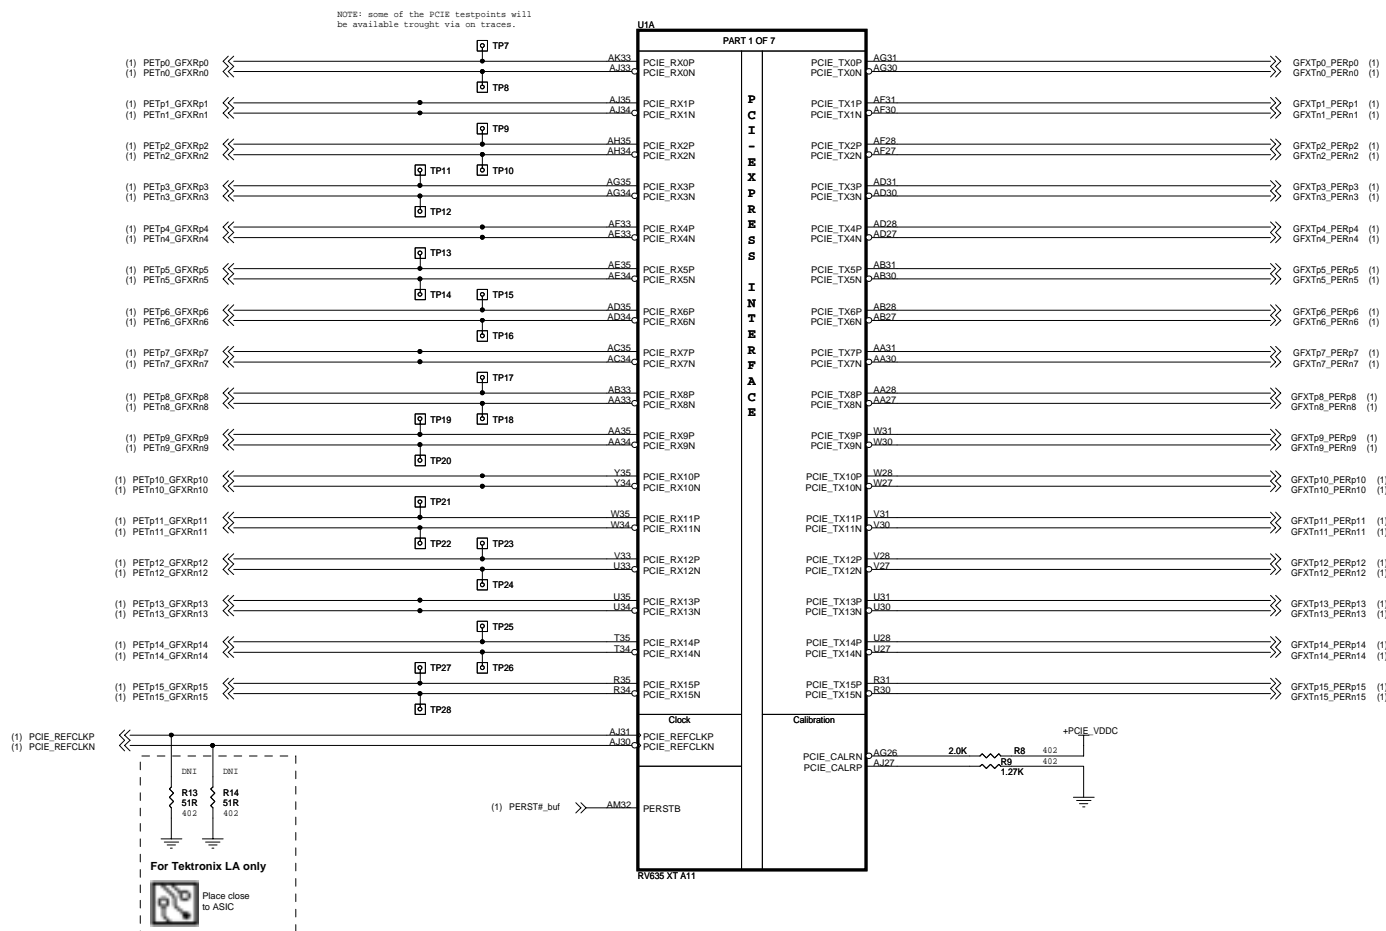 NOTE: some of the PCIE testpoints will
be available trought via on traces.
U1A
PART 1 OF 7
PCI-EXPRESS INTERFACE
TP7
(1) PETp0_GFXRp0 AK33 PCIE_RX0P PCIE_TX0P AG31 GFXTp0_PERp0 (1)
(1) PETn0_GFXRn0 AJ33 PCIE_RX0N PCIE_TX0N AG30 GFXTn0_PERn0 (1)
TP8
(1) PETp1_GFXRp1 AJ35 PCIE_RX1P PCIE_TX1P AF31 GFXTp1_PERp1 (1)
(1) PETn1_GFXRn1 AJ34 PCIE_RX1N PCIE_TX1N AF30 GFXTn1_PERn1 (1)
TP9
(1) PETp2_GFXRp2 AH35 PCIE_RX2P PCIE_TX2P AF28 GFXTp2_PERp2 (1)
(1) PETn2_GFXRn2 AH34 PCIE_RX2N PCIE_TX2N AF27 GFXTn2_PERn2 (1)
TP11 TP10
(1) PETp3_GFXRp3 AG35 PCIE_RX3P PCIE_TX3P AD31 GFXTp3_PERp3 (1)
(1) PETn3_GFXRn3 AG34 PCIE_RX3N PCIE_TX3N AD30 GFXTn3_PERn3 (1)
TP12
(1) PETp4_GFXRp4 AF33 PCIE_RX4P PCIE_TX4P AD28 GFXTp4_PERp4 (1)
(1) PETn4_GFXRn4 AE33 PCIE_RX4N PCIE_TX4N AD27 GFXTn4_PERn4 (1)
TP13
(1) PETp5_GFXRp5 AE35 PCIE_RX5P PCIE_TX5P AB31 GFXTp5_PERp5 (1)
(1) PETn5_GFXRn5 AE34 PCIE_RX5N PCIE_TX5N AB30 GFXTn5_PERn5 (1)
TP14 TP15
(1) PETp6_GFXRp6 AD35 PCIE_RX6P PCIE_TX6P AB28 GFXTp6_PERp6 (1)
(1) PETn6_GFXRn6 AD34 PCIE_RX6N PCIE_TX6N AB27 GFXTn6_PERn6 (1)
TP16
(1) PETp7_GFXRp7 AC35 PCIE_RX7P PCIE_TX7P AA31 GFXTp7_PERp7 (1)
(1) PETn7_GFXRn7 AC34 PCIE_RX7N PCIE_TX7N AA30 GFXTn7_PERn7 (1)
TP17
(1) PETp8_GFXRp8 AB33 PCIE_RX8P PCIE_TX8P AA28 GFXTp8_PERp8 (1)
(1) PETn8_GFXRn8 AA33 PCIE_RX8N PCIE_TX8N AA27 GFXTn8_PERn8 (1)
TP19 TP18
(1) PETp9_GFXRp9 AA35 PCIE_RX9P PCIE_TX9P W31 GFXTp9_PERp9 (1)
(1) PETn9_GFXRn9 AA34 PCIE_RX9N PCIE_TX9N W30 GFXTn9_PERn9 (1)
TP20
(1) PETp10_GFXRp10 Y35 PCIE_RX10P PCIE_TX10P W28 GFXTp10_PERp10 (1)
(1) PETn10_GFXRn10 Y34 PCIE_RX10N PCIE_TX10N W27 GFXTn10_PERn10 (1)
TP21
(1) PETp11_GFXRp11 W35 PCIE_RX11P PCIE_TX11P V31 GFXTp11_PERp11 (1)
(1) PETn11_GFXRn11 W34 PCIE_RX11N PCIE_TX11N V30 GFXTn11_PERn11 (1)
TP22 TP23
(1) PETp12_GFXRp12 V33 PCIE_RX12P PCIE_TX12P V28 GFXTp12_PERp12 (1)
(1) PETn12_GFXRn12 U33 PCIE_RX12N PCIE_TX12N V27 GFXTn12_PERn12 (1)
TP24
(1) PETp13_GFXRp13 U35 PCIE_RX13P PCIE_TX13P U31 GFXTp13_PERp13 (1)
(1) PETn13_GFXRn13 U34 PCIE_RX13N PCIE_TX13N U30 GFXTn13_PERn13 (1)
TP25
(1) PETp14_GFXRp14 T35 PCIE_RX14P PCIE_TX14P U28 GFXTp14_PERp14 (1)
(1) PETn14_GFXRn14 T34 PCIE_RX14N PCIE_TX14N U27 GFXTn14_PERn14 (1)
TP27 TP26
(1) PETp15_GFXRp15 R35 PCIE_RX15P PCIE_TX15P R31 GFXTp15_PERp15 (1)
(1) PETn15_GFXRn15 R34 PCIE_RX15N PCIE_TX15N R30 GFXTn15_PERn15 (1)
TP28
Clock Calibration
(1) PCIE_REFCLKP AJ31 PCIE_REFCLKP
(1) PCIE_REFCLKN AJ30 PCIE_REFCLKN
+PCIE_VDDC
PCIE_CALRN AG26 2.0K R8 402
PCIE_CALRP AJ27 R9 402
1.27K
DNI DNI
R13 R14
51R 51R
402 402
(1) PERST#_buf AM32 PERSTB
For Tektronix LA only
Place close
to ASIC
RV635 XT A11